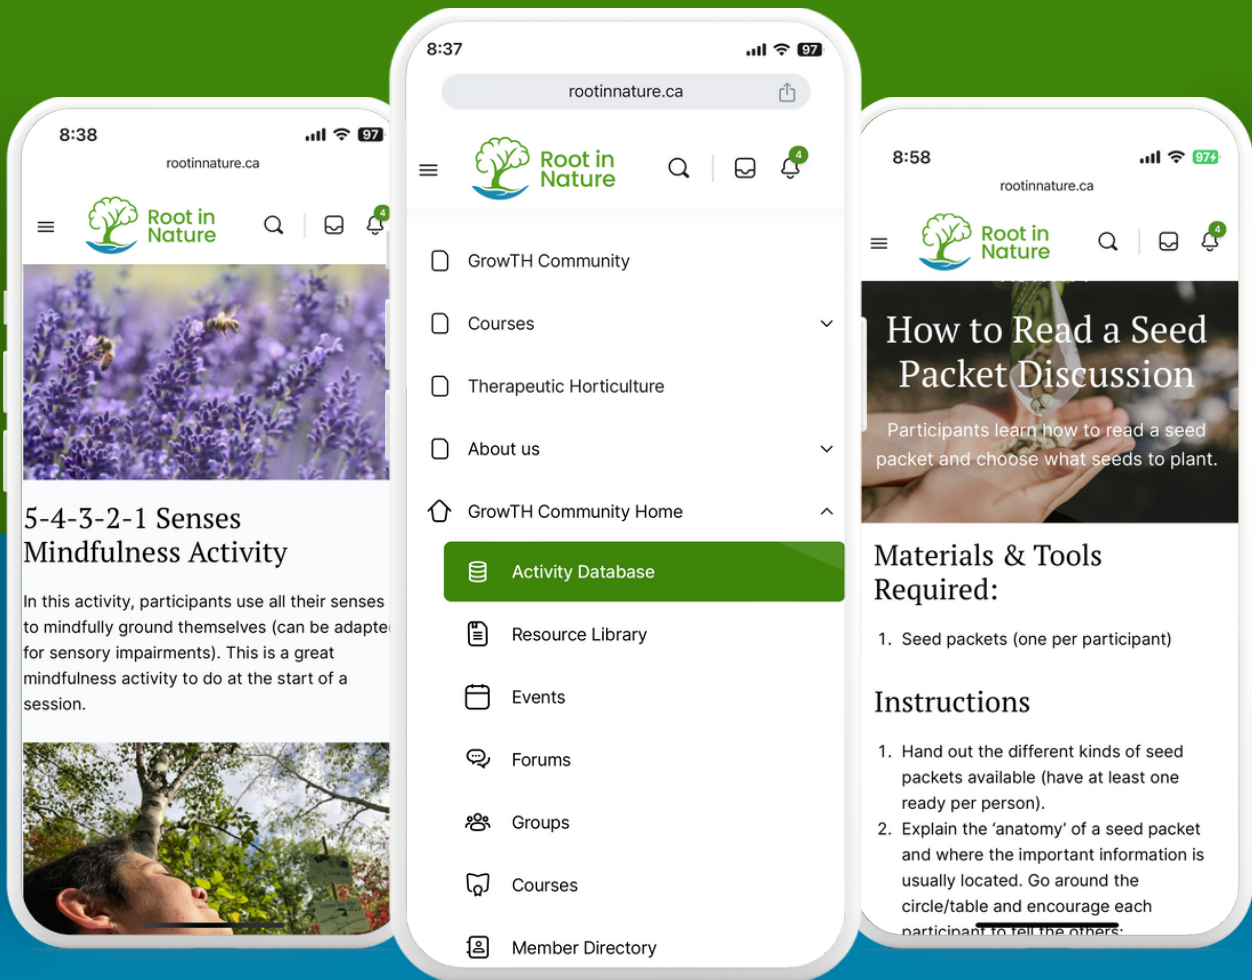 8:38
97
rootinnature.ca
Root in
Nature
4
5-4-3-2-1 Senses
Mindfulness Activity
In this activity, participants use all their senses
to mindfully ground themselves (can be adapte
for sensory impairments). This is a great
mindfulness activity to do at the start of a
session.
8:37
97
rootinnature.ca
Root in
Nature
4
GrowTH Community
Courses
Therapeutic Horticulture
About us
GrowTH Community Home
Activity Database
Resource Library
Events
Forums
Groups
Courses
Member Directory
8:58
97
rootinnature.ca
Root in
Nature
4
How to Read a Seed
Packet Discussion
Participants learn how to read a seed
packet and choose what seeds to plant.
Materials & Tools
Required:
1. Seed packets (one per participant)
Instructions
1. Hand out the different kinds of seed
packets available (have at least one
ready per person).
2. Explain the ‘anatomy’ of a seed packet
and where the important information is
usually located. Go around the
circle/table and encourage each
participant to tell the others: